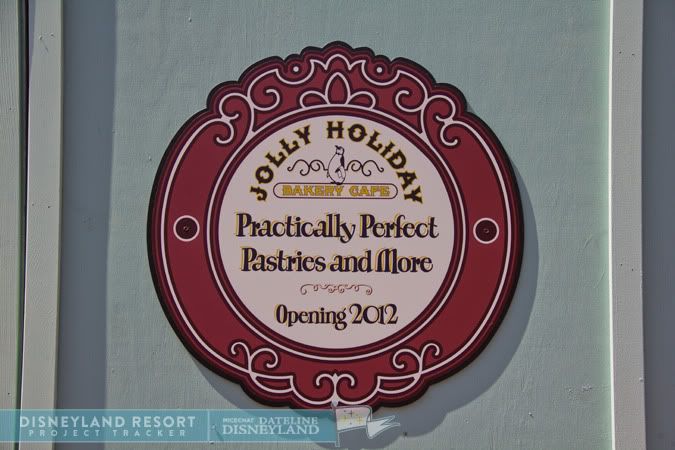 JOLLY HOLIDAY
BAKERY CAFE
Practically Perfect
Pastries and More
Opening 2012
DISNEYLAND RESORT
PROJECT TRACKER
MICECHAT DATELINE
DISNEYLAND